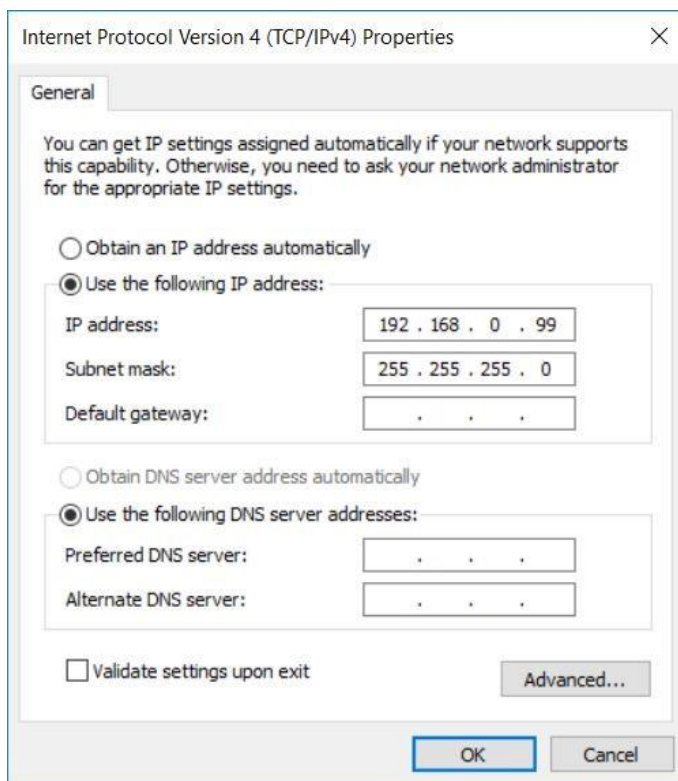 Internet Protocol Version 4 (TCP/IPv4) Properties
General
You can get IP settings assigned automatically if your network supports
this capability. Otherwise, you need to ask your network administrator
for the appropriate IP settings.
Obtain an IP address automatically
Use the following IP address:
IP address: 192 . 168 . 0 . 99
Subnet mask: 255 . 255 . 255 . 0
Default gateway: . . .
Obtain DNS server address automatically
Use the following DNS server addresses:
Preferred DNS server: . . .
Alternate DNS server: . . .
Validate settings upon exit
Advanced...
OK Cancel